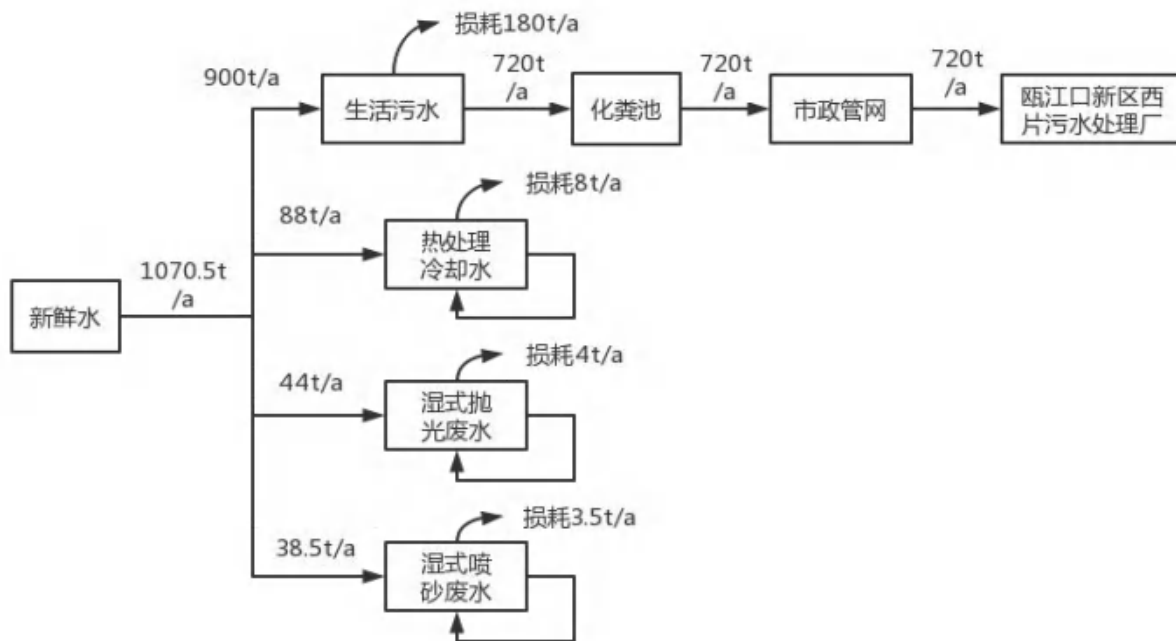 损耗180t/a
900t/a
生活污水
720t
/a
化粪池
720t
/a
市政管网
720t
/a
瓯江口新区西
片污水处理厂
损耗8t/a
88t/a
热处理
冷却水
新鲜水
1070.5t
/a
损耗4t/a
44t/a
湿式抛
光废水
损耗3.5t/a
38.5t/a
湿式喷
砂废水